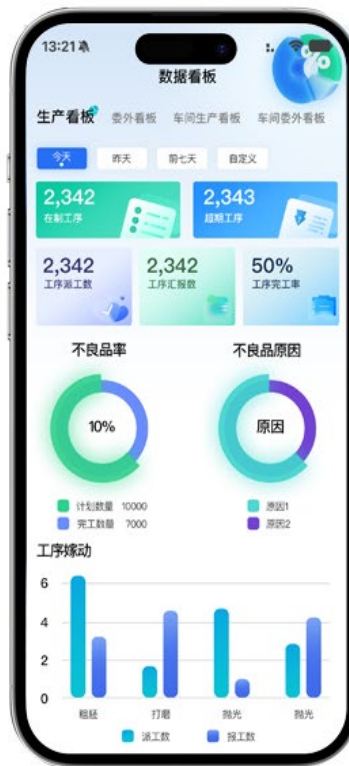 13:21
数据看板
生产看板 委外看板 车间生产看板 车间委外看板
今天 昨天 前七天 自定义
2,342 2,343
在制工序 超期工序
2,342 2,342 50%
工序派工数 工序汇报数 工序完工率
不良品率 不良品原因
10% 原因
计划数量 10000 原因1
完工数量 7000 原因2
工序嫁动
6
4
2
0
粗胚 打磨 抛光 抛光
派工数 报工数